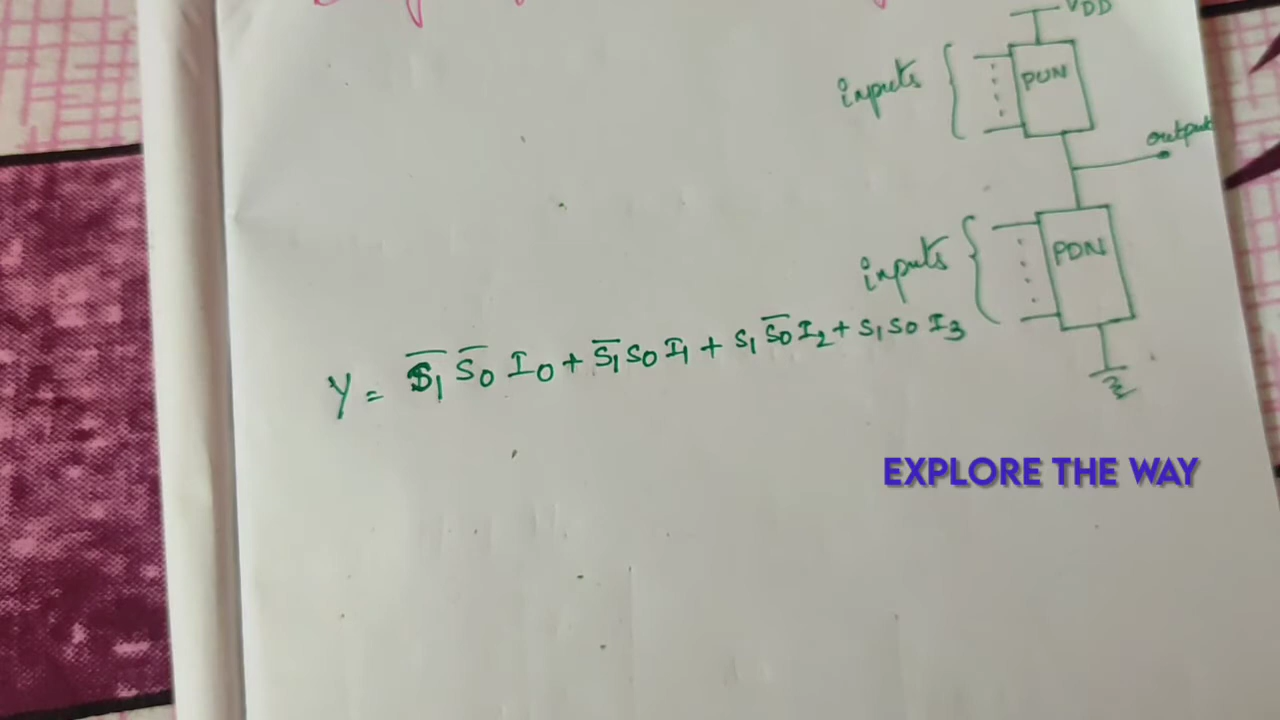 VDD
inputs
PUN
output
inputs
PDN
Y = S̅₁ S̅₀ I₀ + S̅₁ S₀ I₁ + S₁ S̅₀ I₂ + S₁ S₀ I₃
EXPLORE THE WAY